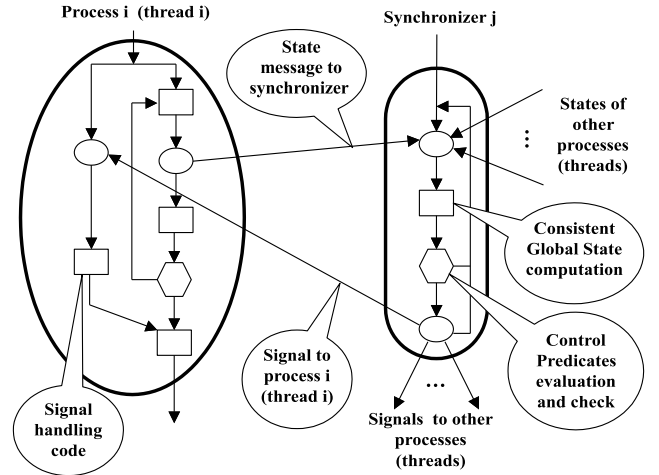 Process i (thread i)
Synchronizer j
State
message to
synchronizer
States of
other
processes
(threads)
...
Consistent
Global State
computation
Control
Predicates
evaluation
and check
Signal to
process i
(thread i)
Signal
handling
code
...
Signals to other
processes
(threads)